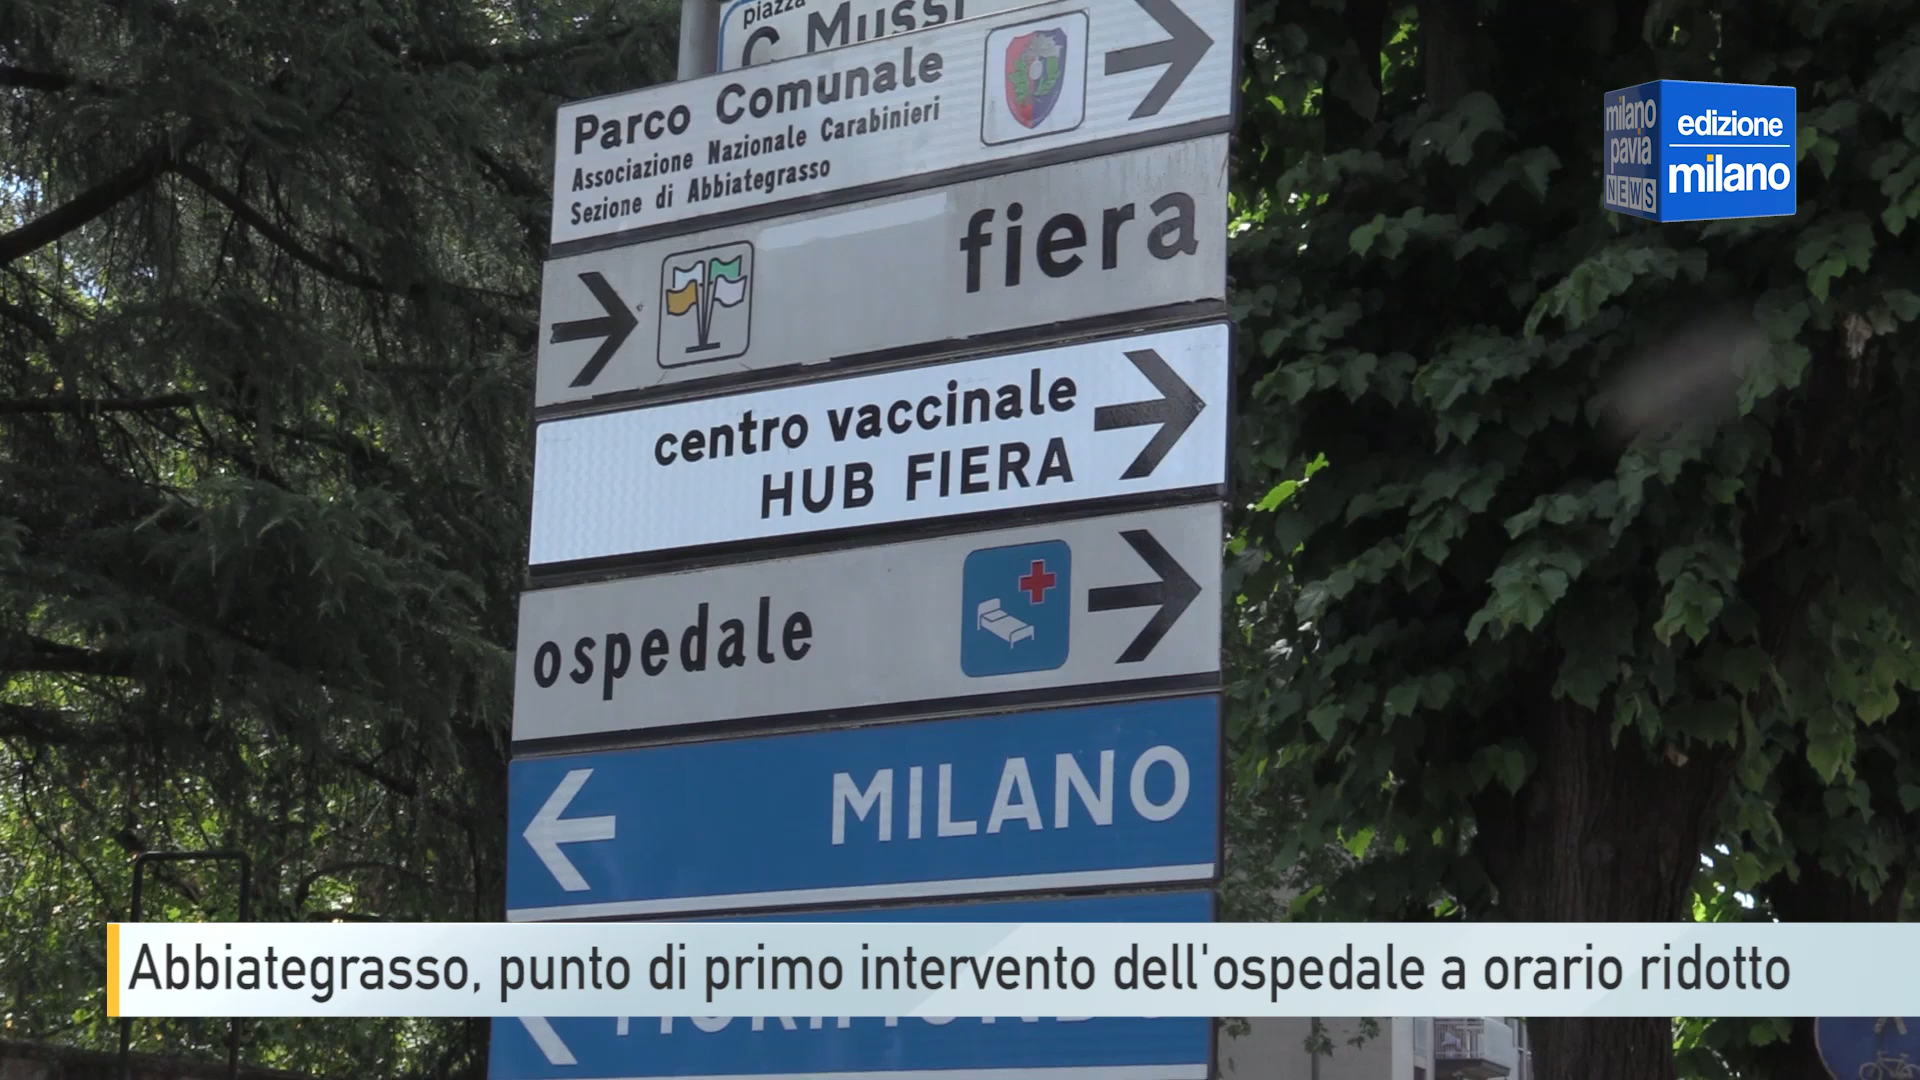 piazza
C. Mussi
Parco Comunale
Associazione Nazionale Carabinieri
Sezione di Abbiategrasso
fiera
centro vaccinale
HUB FIERA
ospedale
MILANO
milano
pavia
NEWS
edizione
milano
Abbiategrasso, punto di primo intervento dell'ospedale a orario ridotto